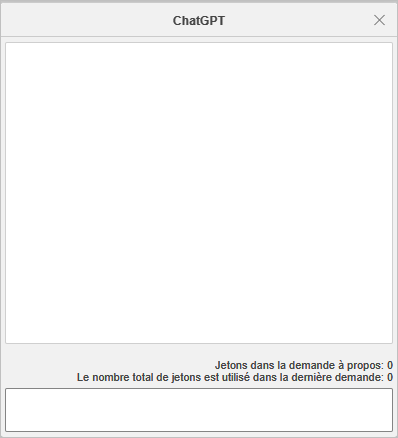 ChatGPT
Jetons dans la demande à propos: 0
Le nombre total de jetons est utilisé dans la dernière demande: 0